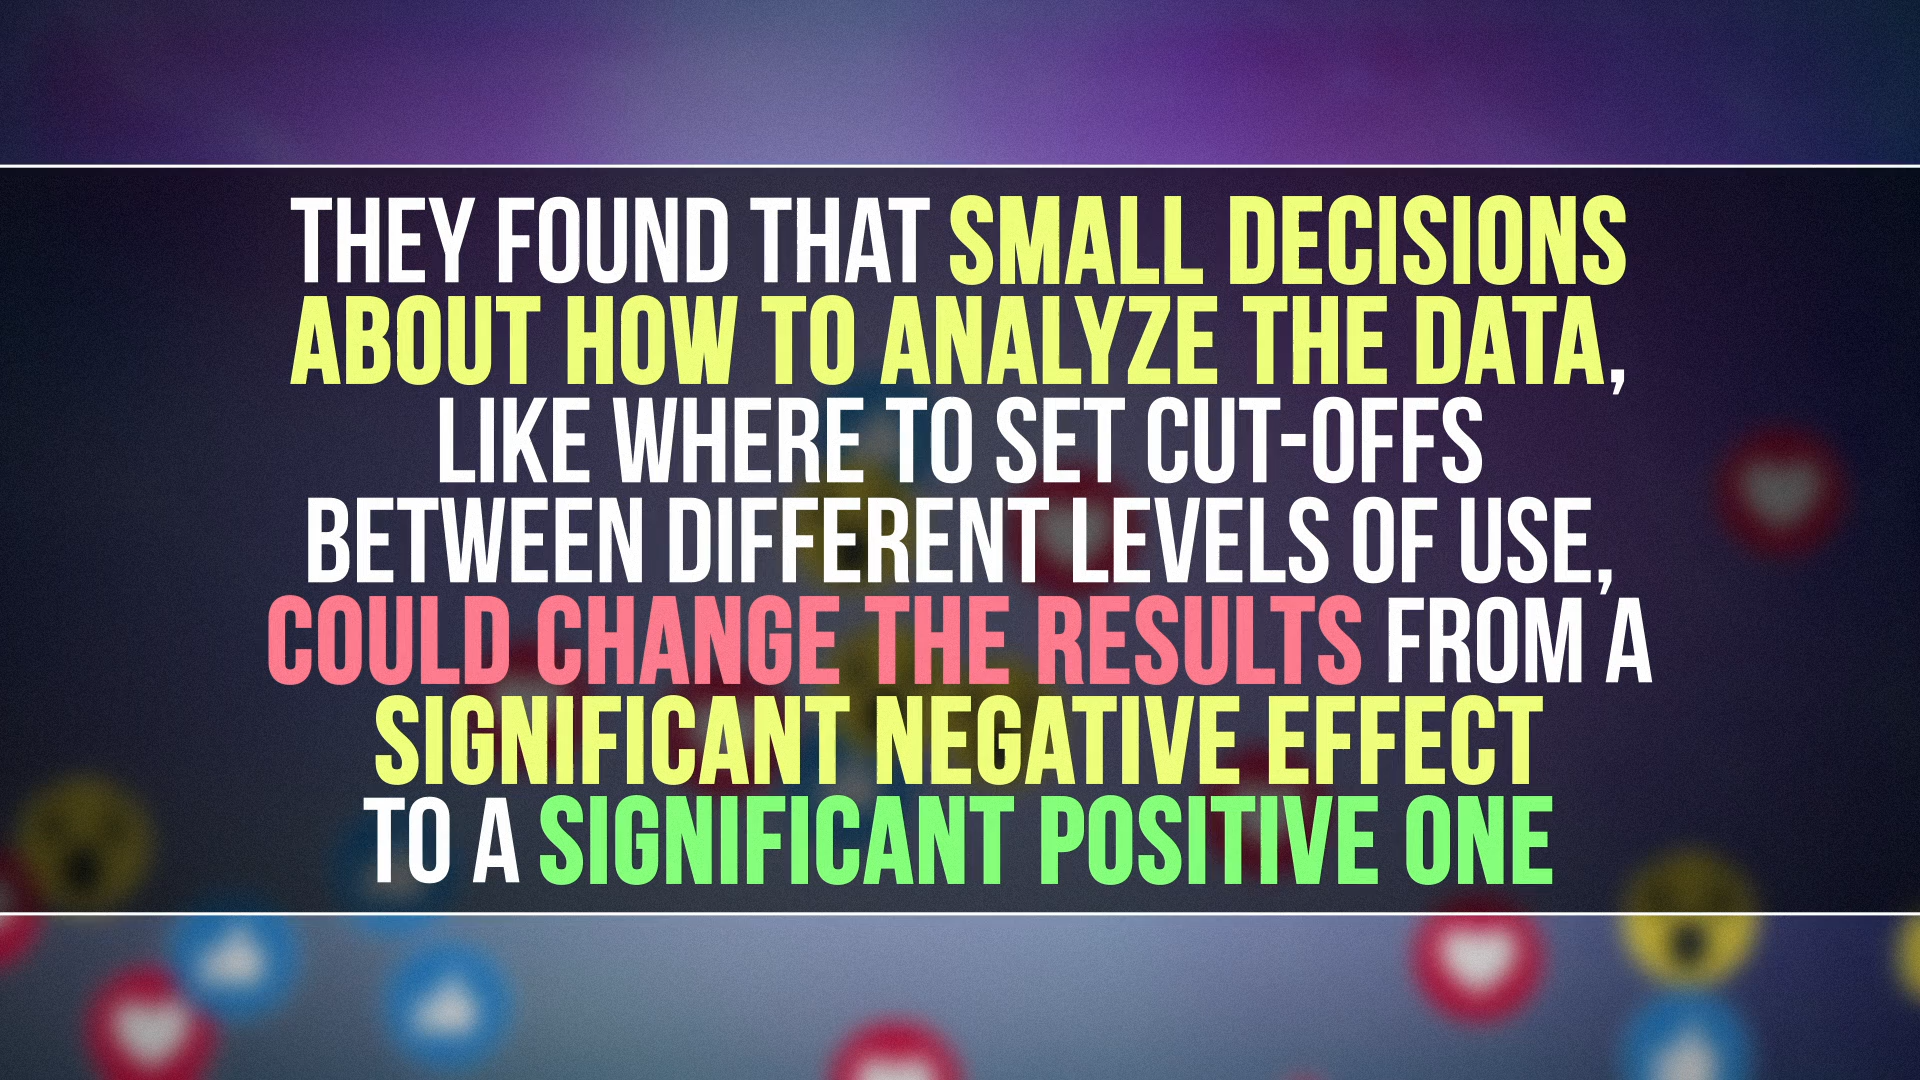 THEY FOUND THAT SMALL DECISIONS
ABOUT HOW TO ANALYZE THE DATA,
LIKE WHERE TO SET CUT-OFFS
BETWEEN DIFFERENT LEVELS OF USE,
COULD CHANGE THE RESULTS FROM A
SIGNIFICANT NEGATIVE EFFECT
TO A SIGNIFICANT POSITIVE ONE